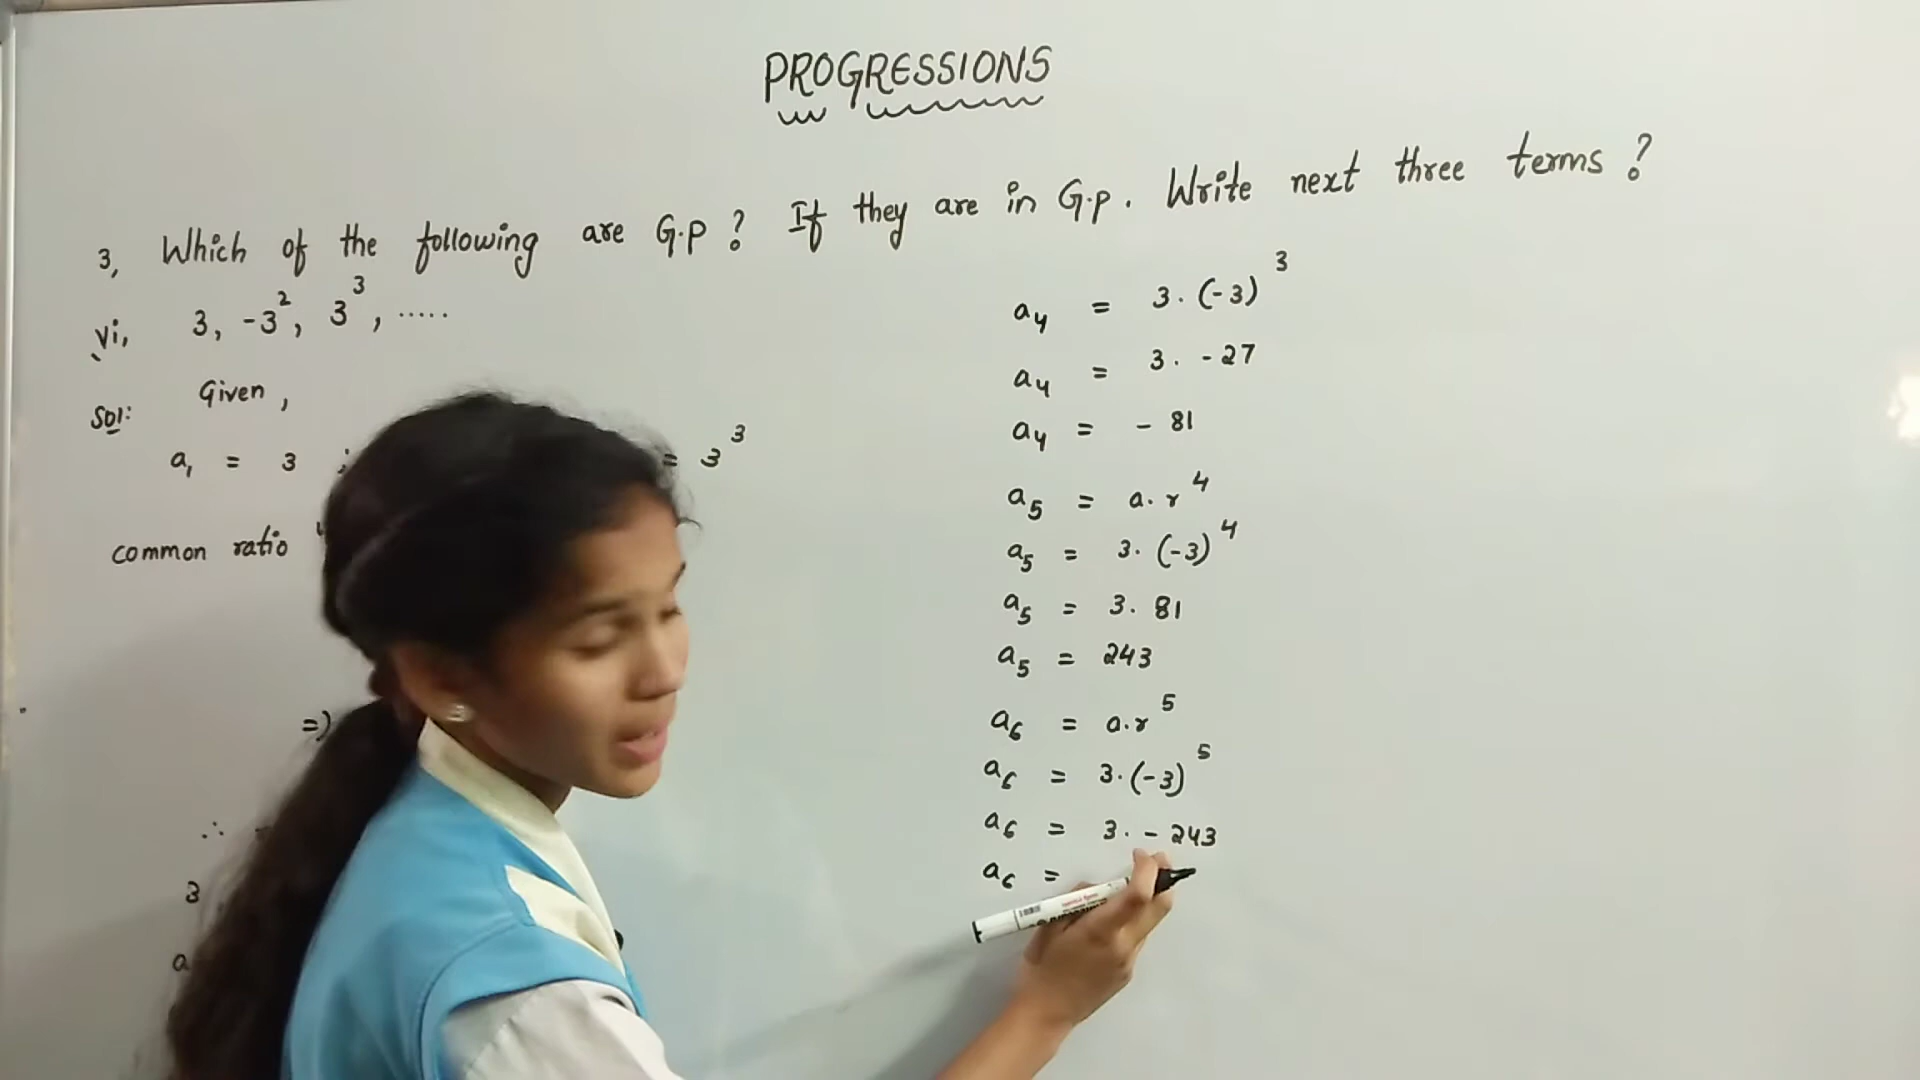 PROGRESSIONS
3, Which of the following are G.P ? If they are in G.P. Write next three terms ?
vi, 3, -3², 3³, .....
Sol: Given,
a₁ = 3 ; = 3³
common ratio "
=)
∴
3
a
a₄ = 3. (-3)³
a₄ = 3. -27
a₄ = - 81
a₅ = a. r⁴
a₅ = 3. (-3)⁴
a₅ = 3. 81
a₅ = 243
a₆ = a.r⁵
a₆ = 3.(-3)⁵
a₆ = 3. - 243
a₆ =